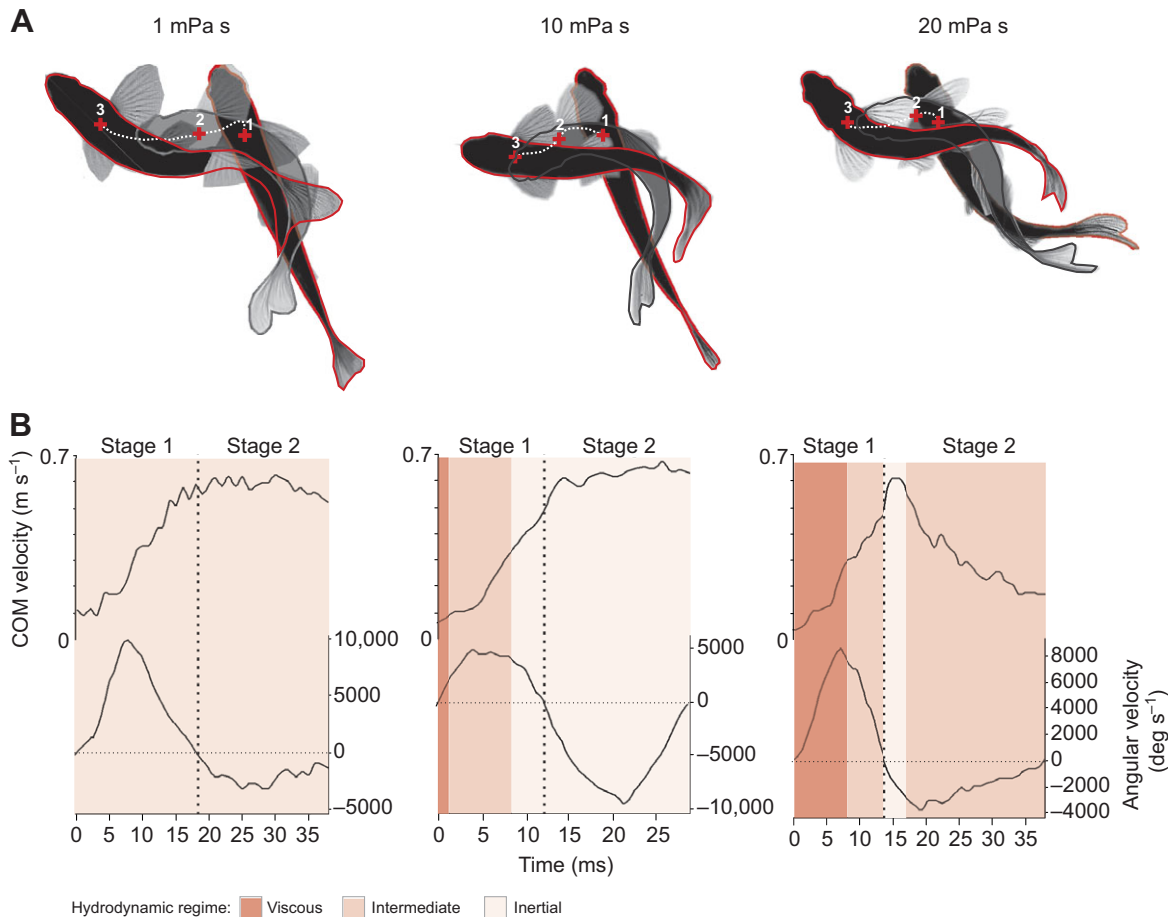 A
1 mPa s
10 mPa s
20 mPa s
3
2
1
3
2
1
3
2
1
B
Stage 1
Stage 2
Stage 1
Stage 2
Stage 1
Stage 2
COM velocity (m s⁻¹)
0.7
0
0.7
0
0.7
0
10,000
5000
0
–5000
5000
0
–5000
–10,000
8000
6000
4000
2000
0
–2000
–4000
Angular velocity
(deg s⁻¹)
0 5 10 15 20 25 30 35
0 5 10 15 20 25
0 5 10 15 20 25 30 35
Time (ms)
Hydrodynamic regime: Viscous Intermediate Inertial